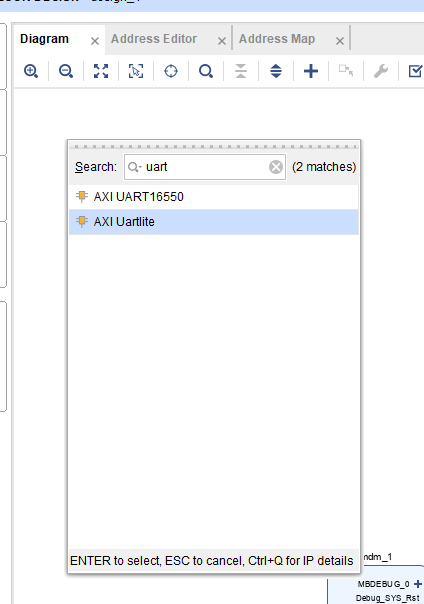 Diagram
Address Editor
Address Map
Search: uart (2 matches)
AXI UART16550
AXI Uartlite
ENTER to select, ESC to cancel, Ctrl+Q for IP details
mdm_1
MBDEBUG_0
Debug_SYS_Rst